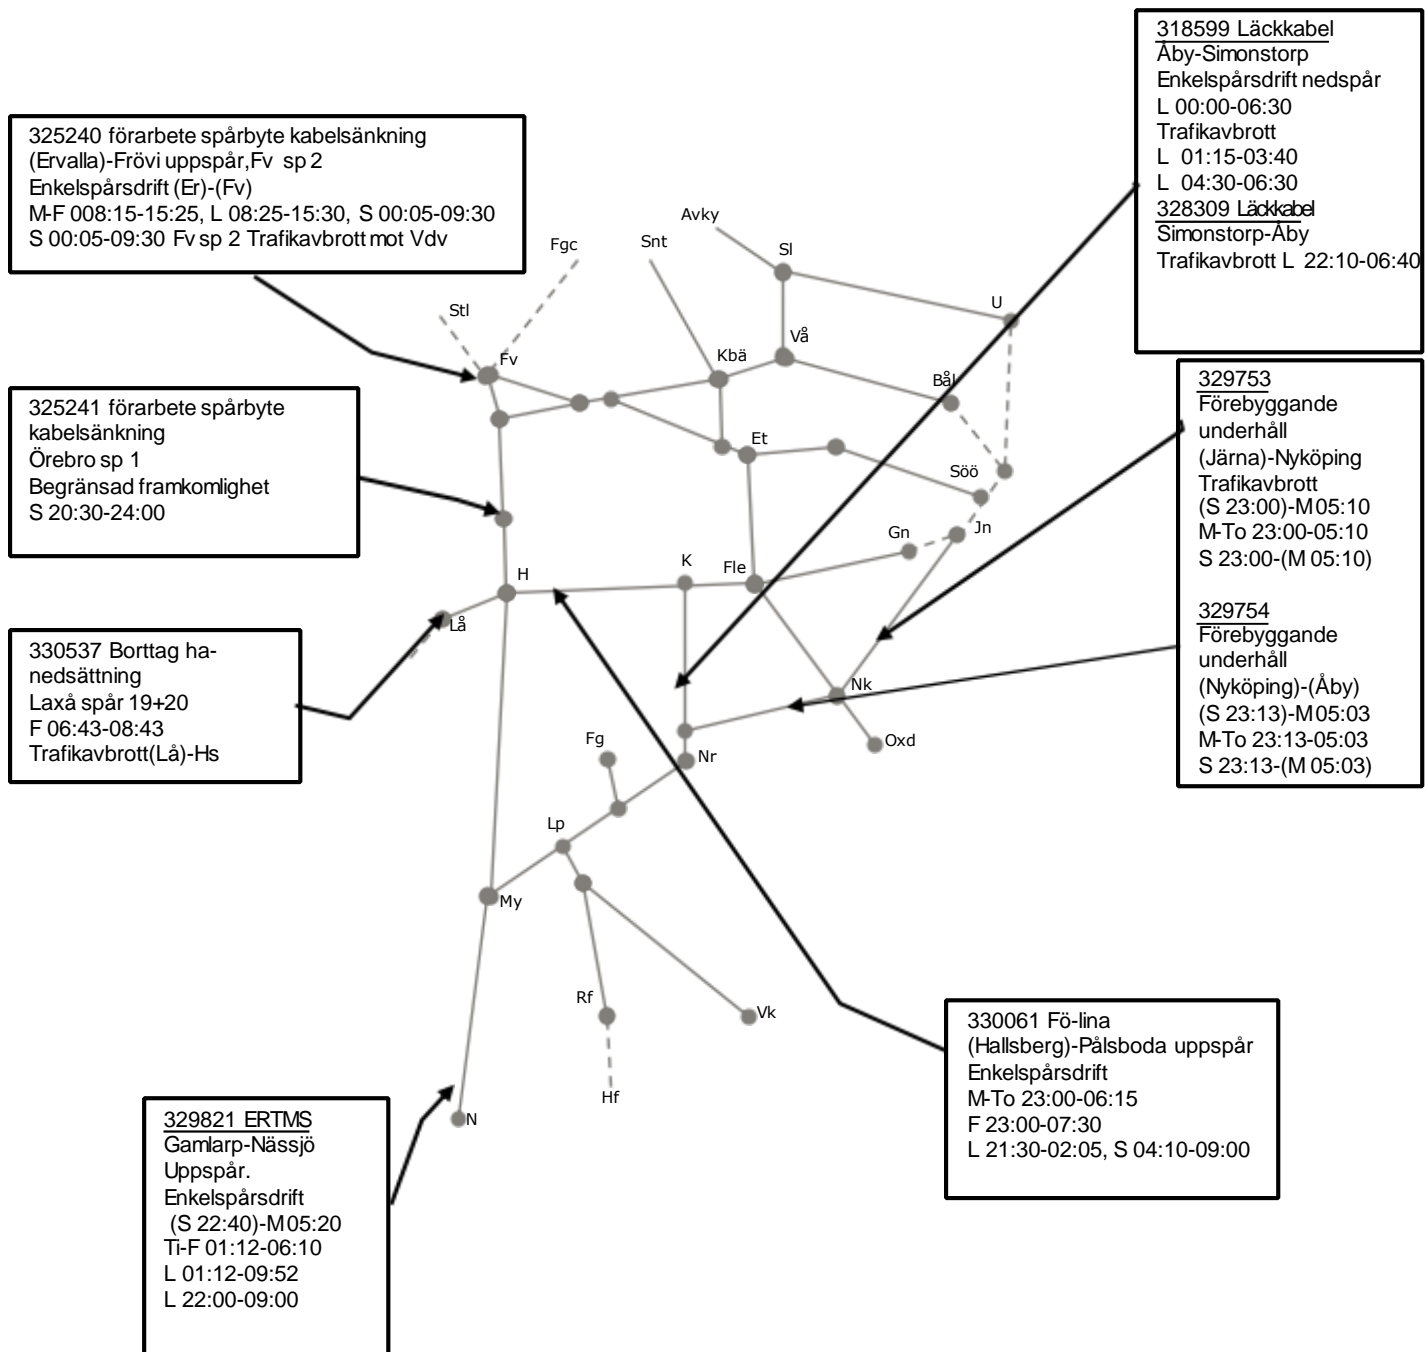 318599 Läckkabel
Åby-Simonstorp
Enkelspårsdrift nedspår
L 00:00-06:30
Trafikavbrott
L 01:15-03:40
L 04:30-06:30
328309 Läckkabel
Simonstorp-Åby
Trafikavbrott L 22:10-06:40
325240 förarbete spårbyte kabelsänkning
(Ervalla)-Frövi uppspår,Fv sp 2
Enkelspårsdrift (Er)-(Fv)
M-F 008:15-15:25, L 08:25-15:30, S 00:05-09:30
S 00:05-09:30 Fv sp 2 Trafikavbrott mot Vdv
Avky
Snt
Fgc
Sl
U
Stl
Vå
Fv
Kbä
Bål
325241 förarbete spårbyte
kabelsänkning
Örebro sp 1
Begränsad framkomlighet
S 20:30-24:00
329753
Förebyggande
underhåll
(Järna)-Nyköping
Trafikavbrott
(S 23:00)-M 05:10
M-To 23:00-05:10
S 23:00-(M 05:10)
329754
Förebyggande
underhåll
(Nyköping)-(Åby)
(S 23:13)-M 05:03
M-To 23:13-05:03
S 23:13-(M 05:03)
Et
Söö
Gn
Jn
H
K
Fle
Lå
330537 Borttag ha-
nedsättning
Laxå spår 19+20
F 06:43-08:43
Trafikavbrott(Lå)-Hs
Nk
Oxd
Fg
Nr
Lp
My
Rf
Vk
Hf
N
330061 Fö-lina
(Hallsberg)-Pålsboda uppspår
Enkelspårsdrift
M-To 23:00-06:15
F 23:00-07:30
L 21:30-02:05, S 04:10-09:00
329821 ERTMS
Gamlarp-Nässjö
Uppspår.
Enkelspårsdrift
(S 22:40)-M 05:20
Ti-F 01:12-06:10
L 01:12-09:52
L 22:00-09:00